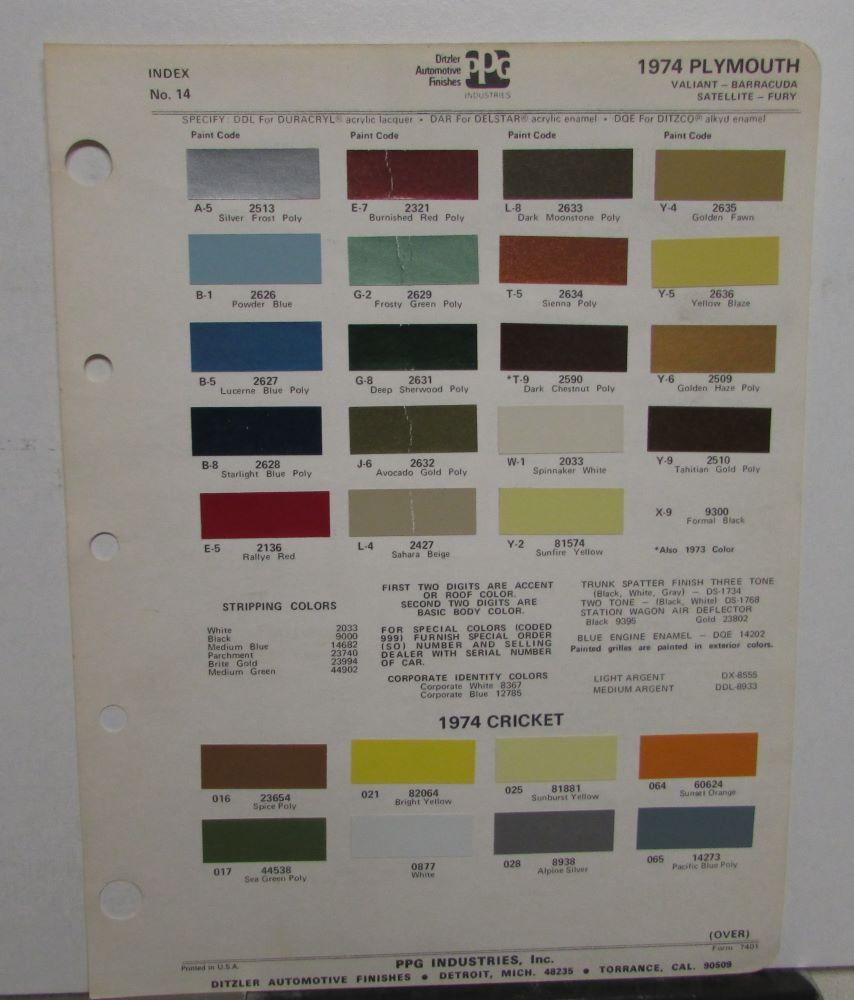 INDEX
No. 14
Ditzler
Automotive
Finishes
PPG
INDUSTRIES
1974 PLYMOUTH
VALIANT – BARRACUDA
SATELLITE – FURY
SPECIFY: DDL For DURACRYL® acrylic lacquer • DAR For DELSTAR® acrylic enamel • DQE For DITZCO® alkyd enamel
Paint Code Paint Code Paint Code Paint Code
A-5 2513 E-7 2321 L-8 2633 Y-4 2635
Silver Frost Poly Burnished Red Poly Dark Moonstone Poly Golden Fawn
B-1 2626 G-2 2629 T-5 2634 Y-5 2636
Powder Blue Frosty Green Poly Sienna Poly Yellow Blaze
B-5 2627 G-8 2631 *T-9 2590 Y-6 2509
Lucerne Blue Poly Deep Sherwood Poly Dark Chestnut Poly Golden Haze Poly
B-8 2628 J-6 2632 W-1 2033 Y-9 2510
Starlight Blue Poly Avocado Gold Poly Spinnaker White Tahitian Gold Poly
E-5 2136 L-4 2427 Y-2 81574 X-9 9300
Rallye Red Sahara Beige Sunfire Yellow Formal Black
*Also 1973 Color
STRIPPING COLORS
White 2033
Black 9000
Medium Blue 14682
Parchment 23740
Brite Gold 23994
Medium Green 44902
FIRST TWO DIGITS ARE ACCENT
OR ROOF COLOR.
SECOND TWO DIGITS ARE
BASIC BODY COLOR.
FOR SPECIAL COLORS (CODED
999) FURNISH SPECIAL ORDER
(SO) NUMBER AND SELLING
DEALER WITH SERIAL NUMBER
OF CAR.
CORPORATE IDENTITY COLORS
Corporate White 8367
Corporate Blue 12785
TRUNK SPATTER FINISH THREE TONE
(Black, White, Gray) – DS-1734
TWO TONE – (Black, White) DS-1768
STATION WAGON AIR DEFLECTOR
Black 9395 Gold 23802
BLUE ENGINE ENAMEL – DQE 14202
Painted grilles are painted in exterior colors.
LIGHT ARGENT DX-8555
MEDIUM ARGENT DDL-8933
1974 CRICKET
016 23654 021 82064 025 81881 064 60624
Spice Poly Bright Yellow Sunburst Yellow Sunset Orange
017 44538 0877 028 8938 065 14273
Sea Green Poly White Alpine Silver Pacific Blue Poly
(OVER)
Form 7401
Printed in U.S.A.
PPG INDUSTRIES, Inc.
DITZLER AUTOMOTIVE FINISHES • DETROIT, MICH. 48235 • TORRANCE, CAL. 90509